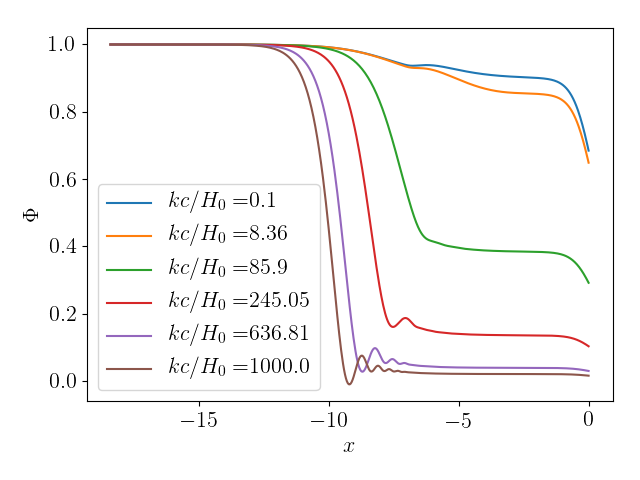 1.0
0.8
0.6
0.4
0.2
0.0
Φ
kc/H₀ =0.1
kc/H₀ =8.36
kc/H₀ =85.9
kc/H₀ =245.05
kc/H₀ =636.81
kc/H₀ =1000.0
−15 −10 −5 0
x